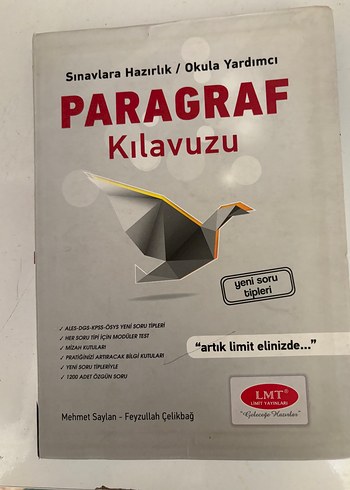 Sınavlara Hazırlık / Okula Yardımcı
PARAGRAF
Kılavuzu
yeni soru
tipleri
✓ ALES-DGS-KPSS-ÖSYS YENİ SORU TİPLERİ
✓ HER SORU TİPİ İÇİN MODÜLER TEST
✓ MİZAH KUTULARI
✓ PRATİĞİNİZİ ARTIRACAK BİLGİ KUTULARI
✓ YENİ SORU TİPLERİYLE
✓ 1200 ADET ÖZGÜN SORU
"artık limit elinizde..."
LMT®
LİMİT YAYINLARI
"Geleceğe Hazırlar"
Mehmet Saylan - Feyzullah Çelikbağ